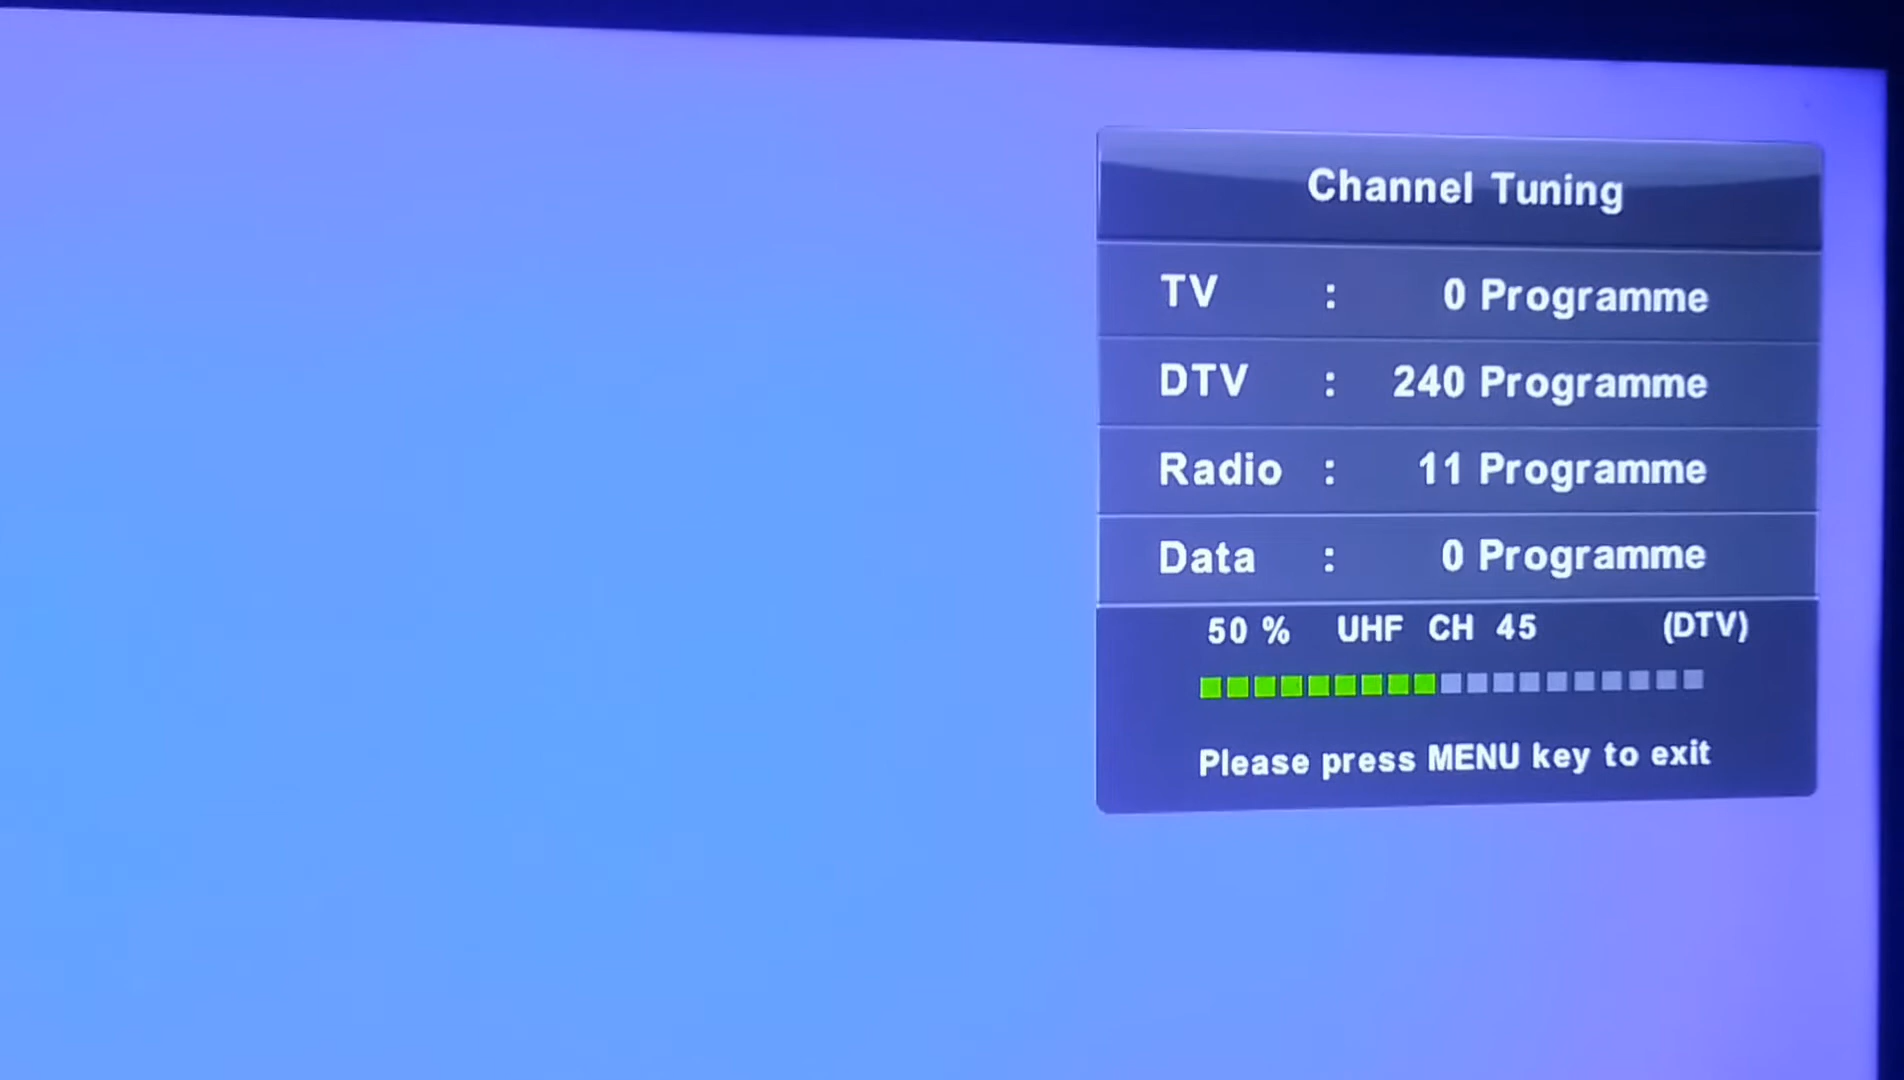 Channel Tuning
TV : 0 Programme
DTV : 240 Programme
Radio : 11 Programme
Data : 0 Programme
50 % UHF CH 45 (DTV)
Please press MENU key to exit